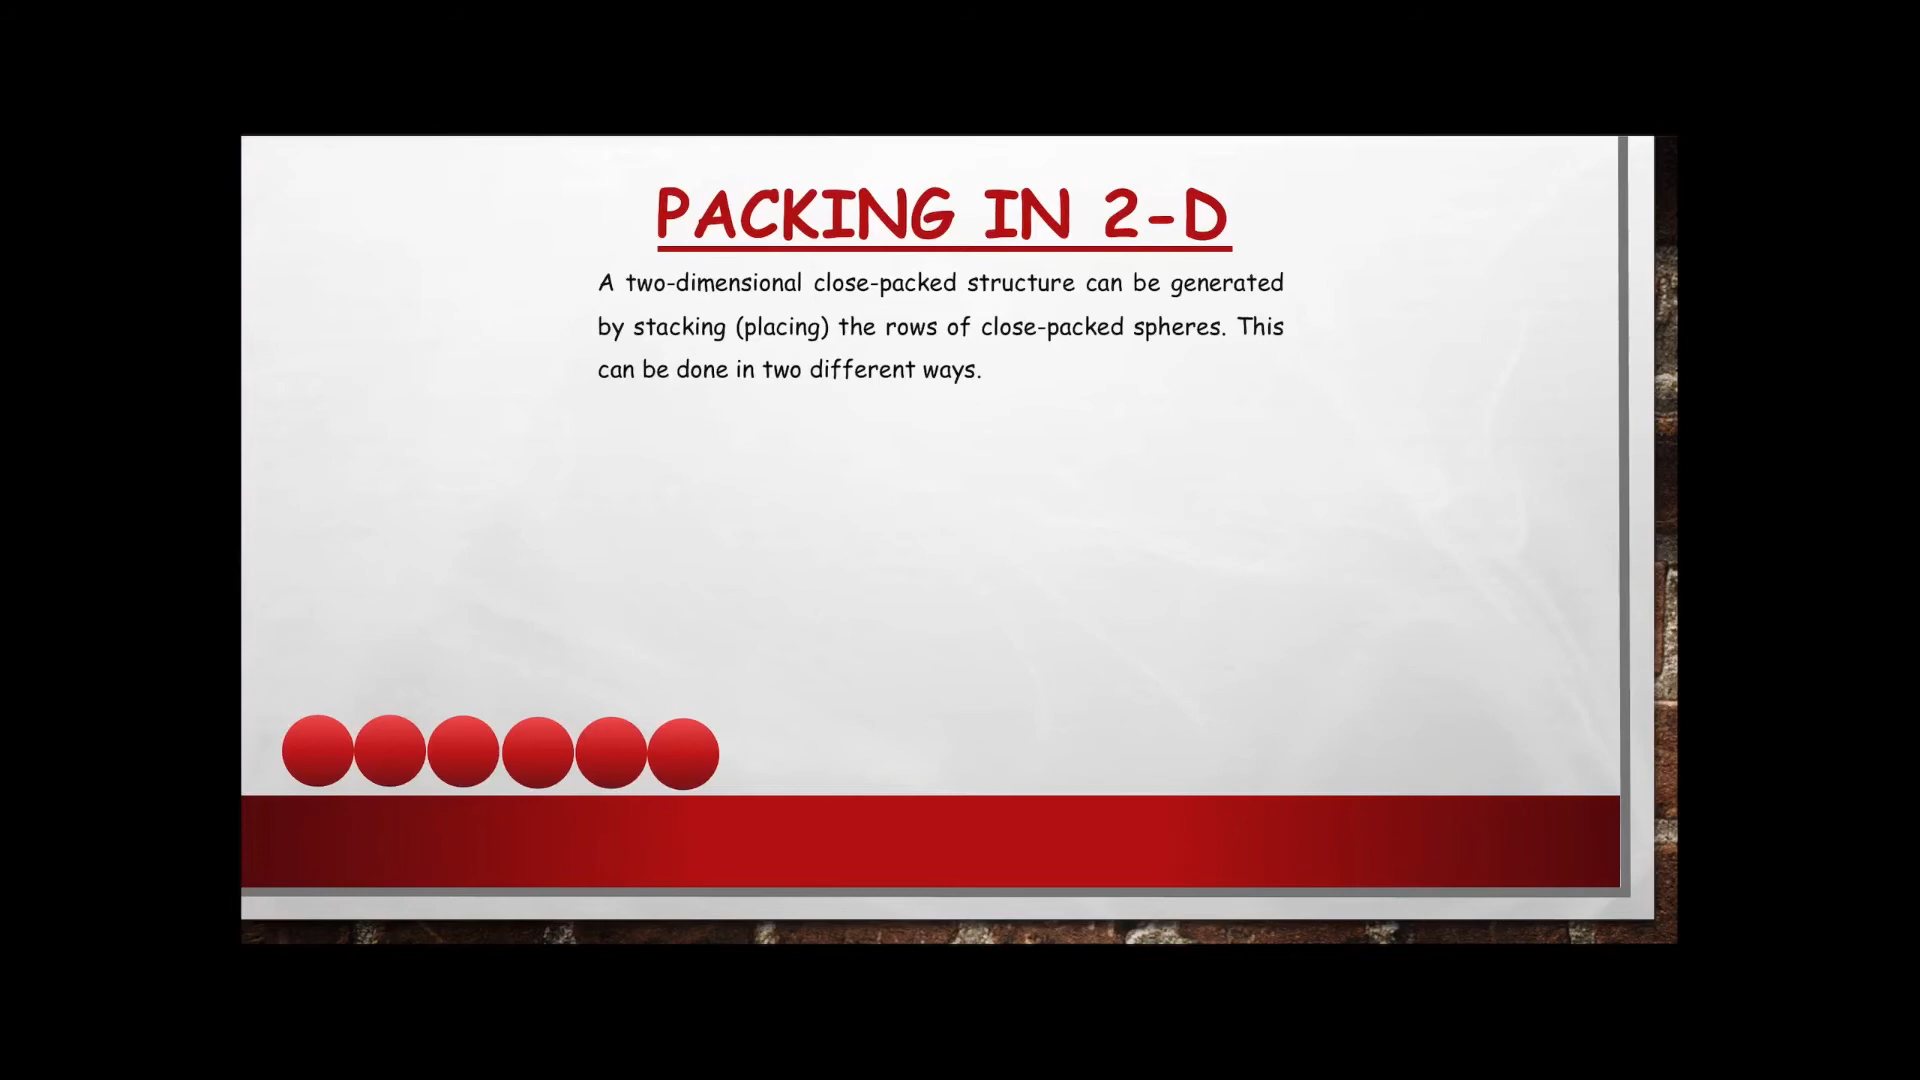 PACKING IN 2-D
A two-dimensional close-packed structure can be generated
by stacking (placing) the rows of close-packed spheres. This
can be done in two different ways.